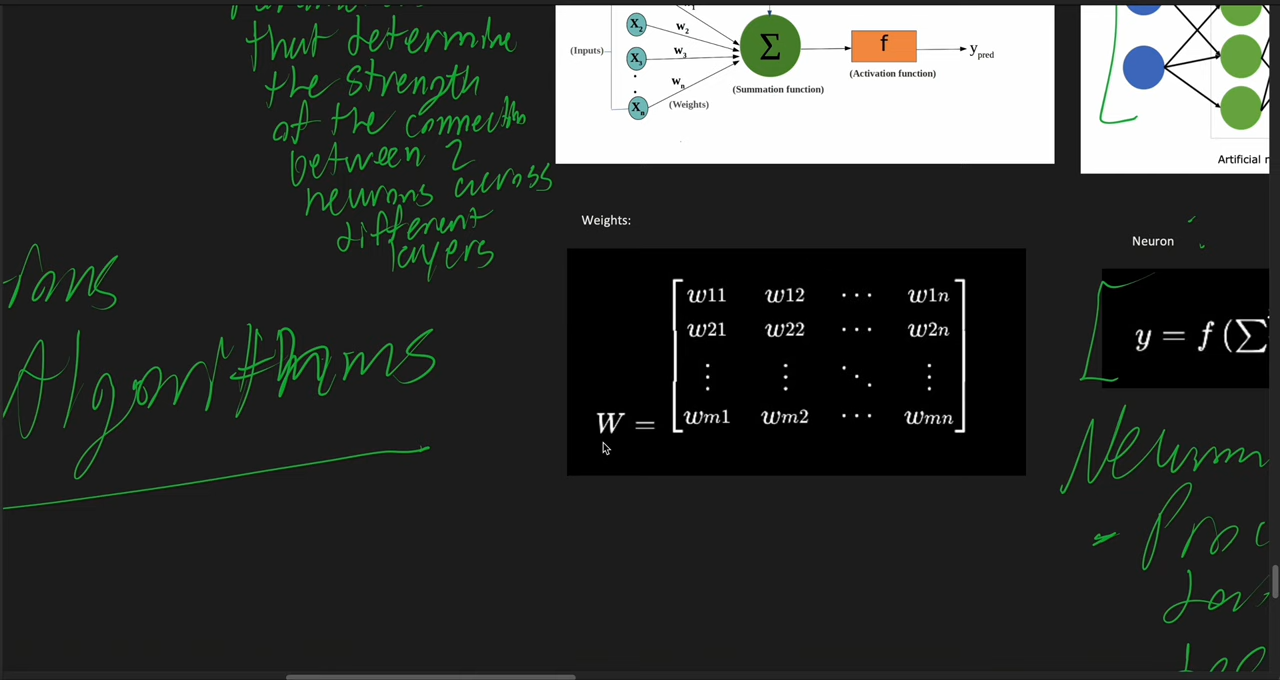 that determine
the strength
of the connection
between 2
neurons across
different
layers
Algorithms
X2
X3
Xn
(Inputs)
w2
w3
wn
(Weights)
Σ
(Summation function)
f
(Activation function)
ypred
Artificial
Weights:
W =
w11 w12 ··· w1n
w21 w22 ··· w2n
⋮ ⋮ ⋱ ⋮
wm1 wm2 ··· wmn
Neuron
y = f (∑
Neuron